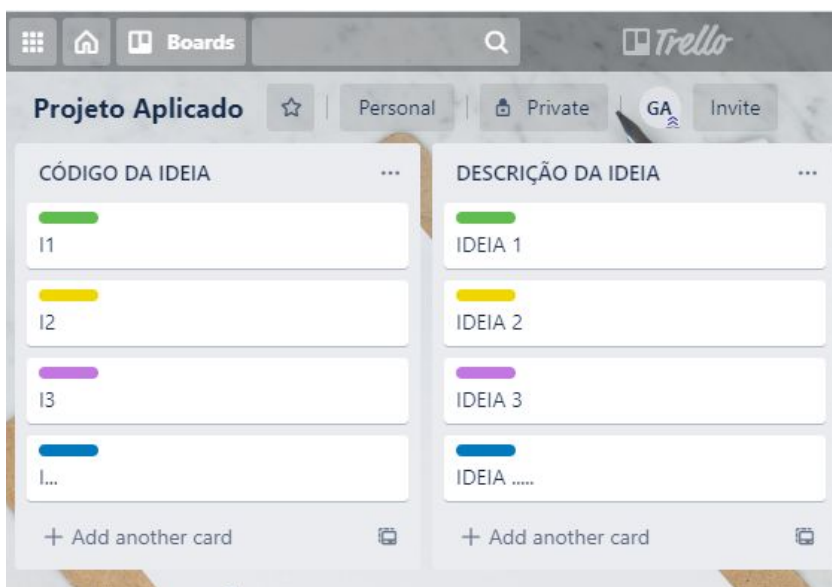 Boards
Trello
Projeto Aplicado
Personal
Private
GA
Invite
CÓDIGO DA IDEIA
I1
I2
I3
I...
+ Add another card
DESCRIÇÃO DA IDEIA
IDEIA 1
IDEIA 2
IDEIA 3
IDEIA .....
+ Add another card